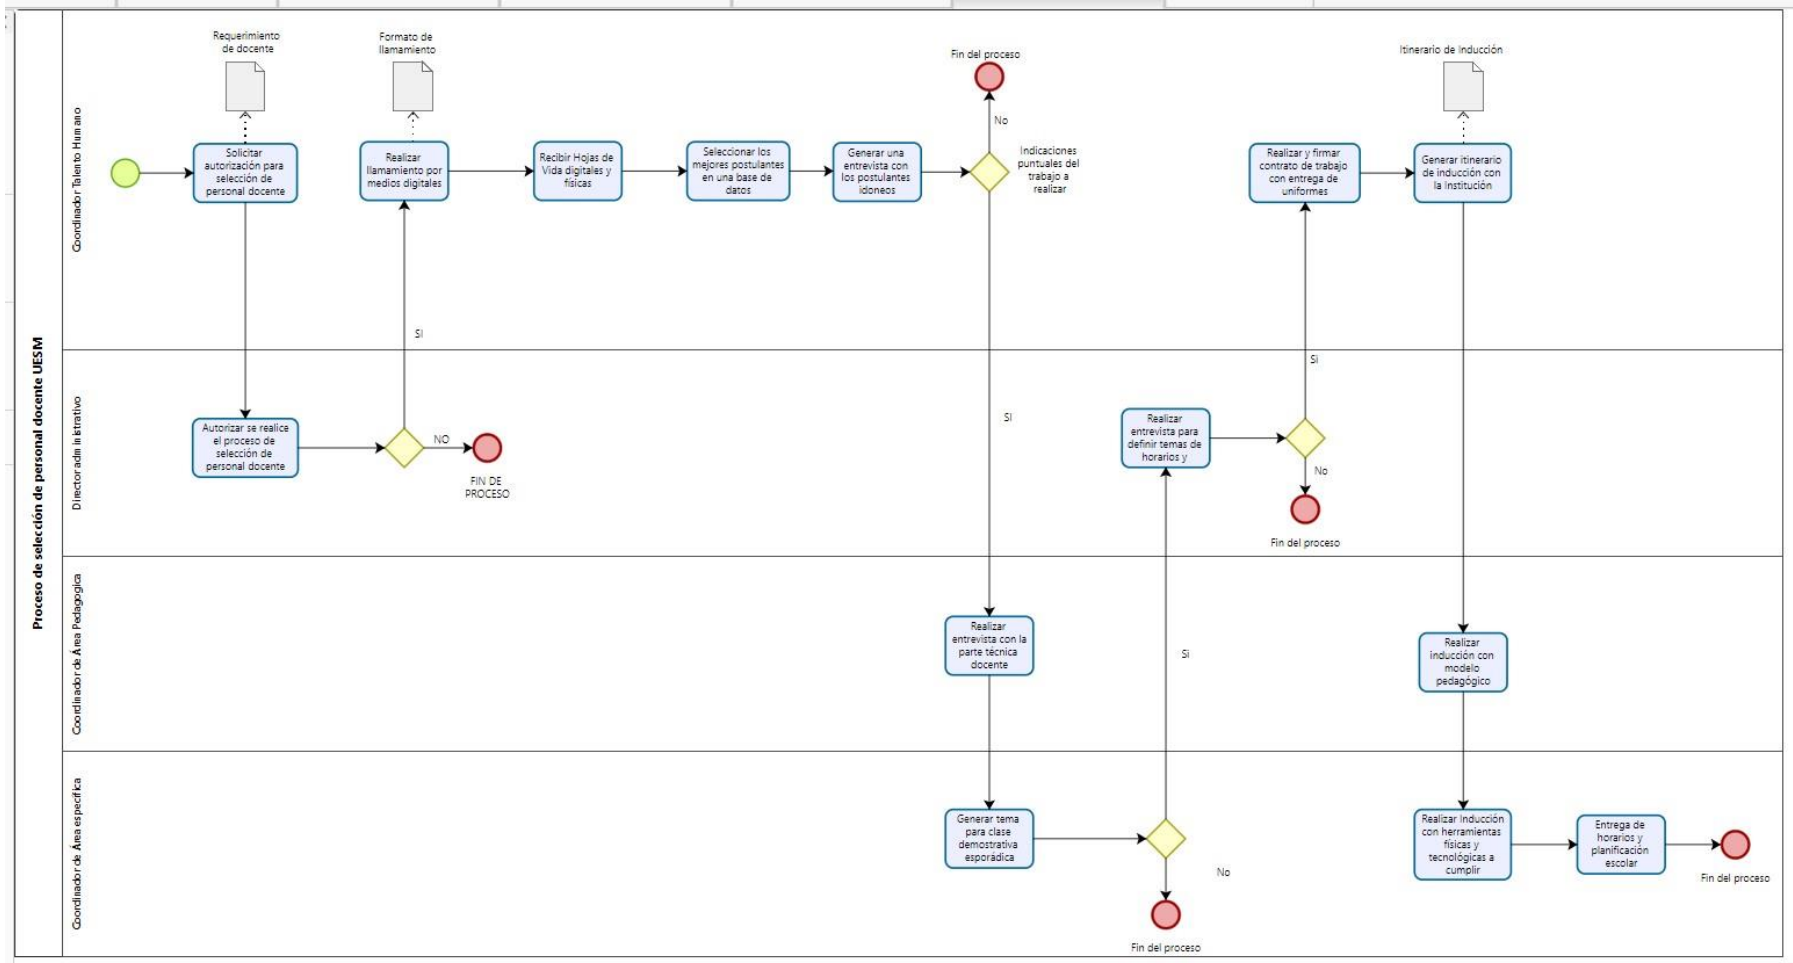 Proceso de selección de personal docente UESM
Coordinador Talento Humano
Requerimiento
de docente
Formato de
llamamiento
Fin del proceso
Itinerario de Inducción
Solicitar
autorización para
selección de
personal docente
Realizar
llamamiento por
medios digitales
Recibir Hojas de
Vida digitales y
físicas
Seleccionar los
mejores postulantes
en una base de
datos
Generar una
entrevista con
los postulantes
idoneos
No
Indicaciones
puntuales del
trabajo a
realizar
Realizar y firmar
contrato de trabajo
con entrega de
uniformes
Generar itinerario
de inducción con
la Institución
SI
Director administrativo
Autorizar se realice
el proceso de
selección de
personal docente
NO
FIN DE
PROCESO
SI
Realizar
entrevista para
definir temas de
horarios y
Si
No
Fin del proceso
Coordinador de Área Pedagogica
Realizar
entrevista con la
parte técnica
docente
Si
Realizar
inducción con
modelo
pedagógico
Coordinador de Área especifica
Generar tema
para clase
demostrativa
esporádica
No
Fin del proceso
Realizar Inducción
con herramientas
físicas y
tecnológicas a
cumplir
Entrega de
horarios y
planificación
escolar
Fin del proceso